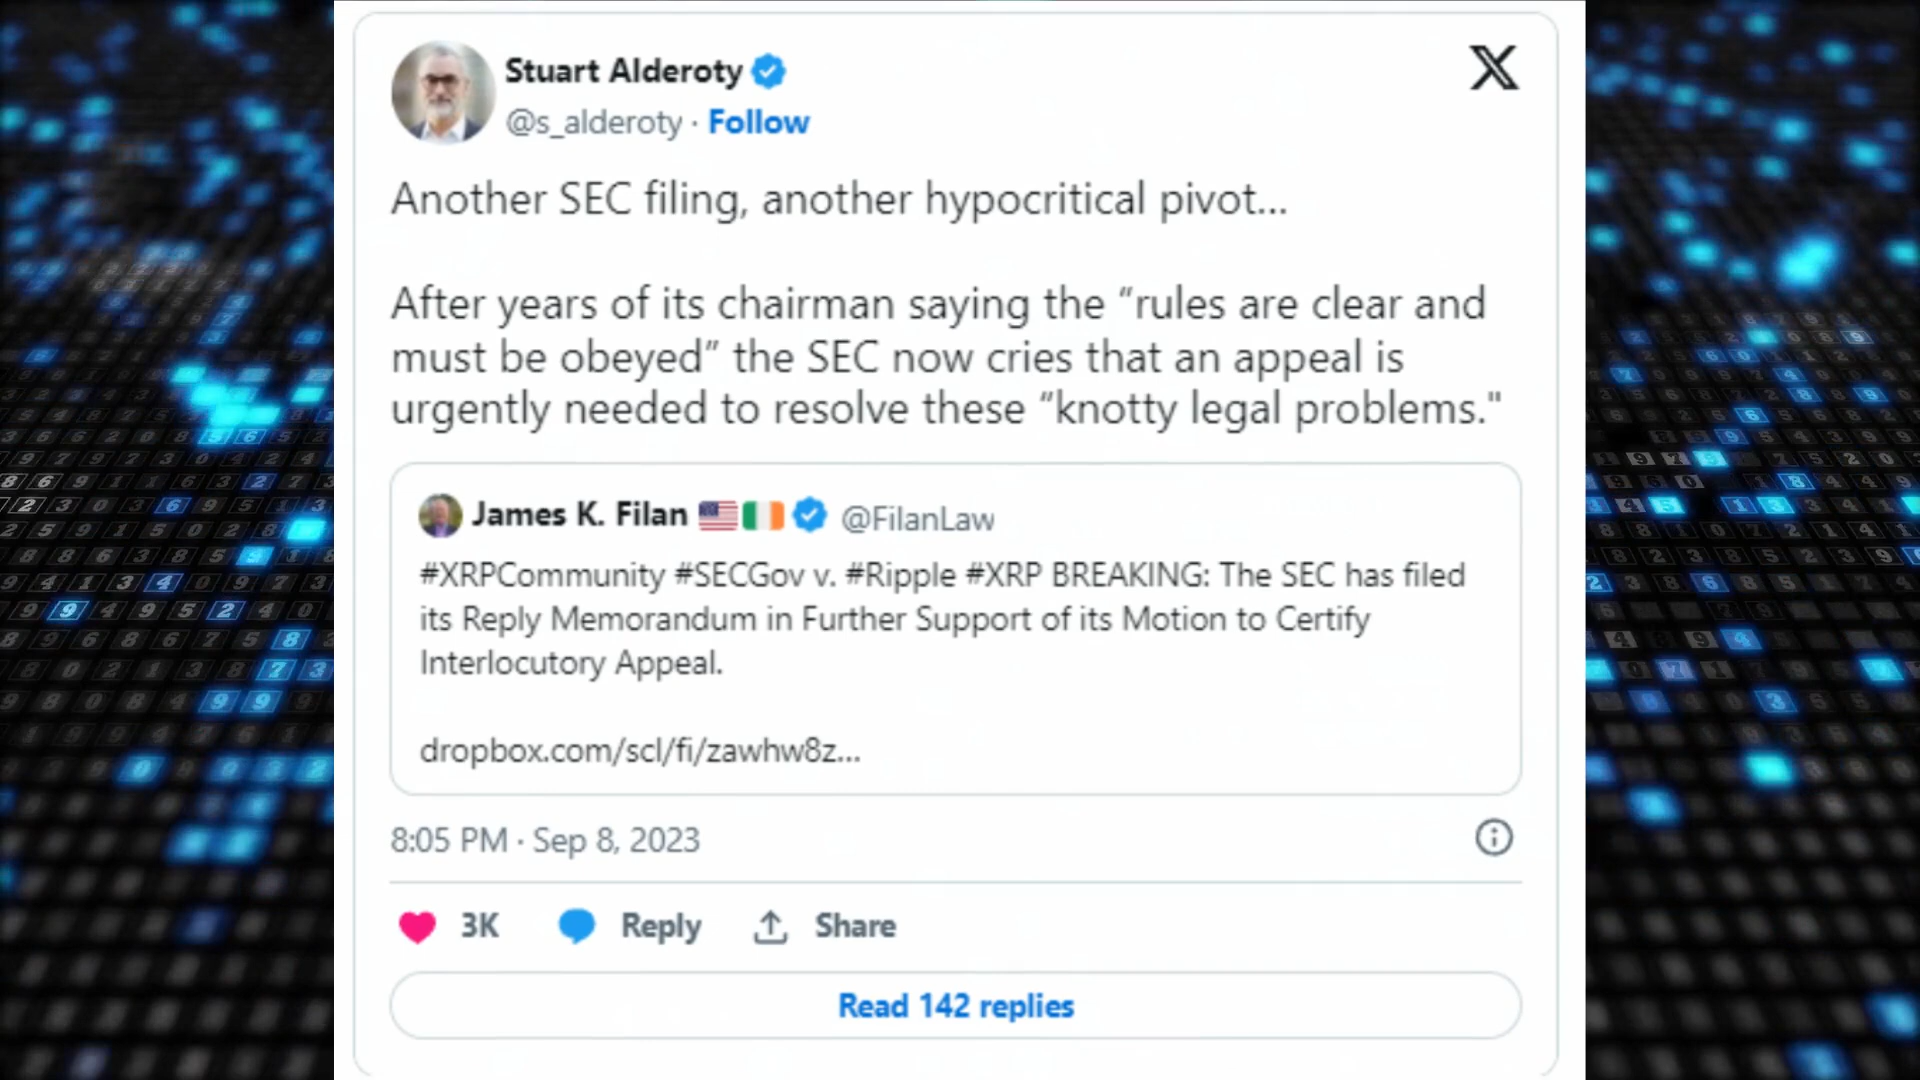 Stuart Alderoty
@s_alderoty · Follow
Another SEC filing, another hypocritical pivot...
After years of its chairman saying the “rules are clear and
must be obeyed” the SEC now cries that an appeal is
urgently needed to resolve these “knotty legal problems."
James K. Filan 🇺🇸🇮🇪 @FilanLaw
#XRPCommunity #SECGov v. #Ripple #XRP BREAKING: The SEC has filed
its Reply Memorandum in Further Support of its Motion to Certify
Interlocutory Appeal.
dropbox.com/scl/fi/zawhw8z...
8:05 PM · Sep 8, 2023
3K Reply Share
Read 142 replies